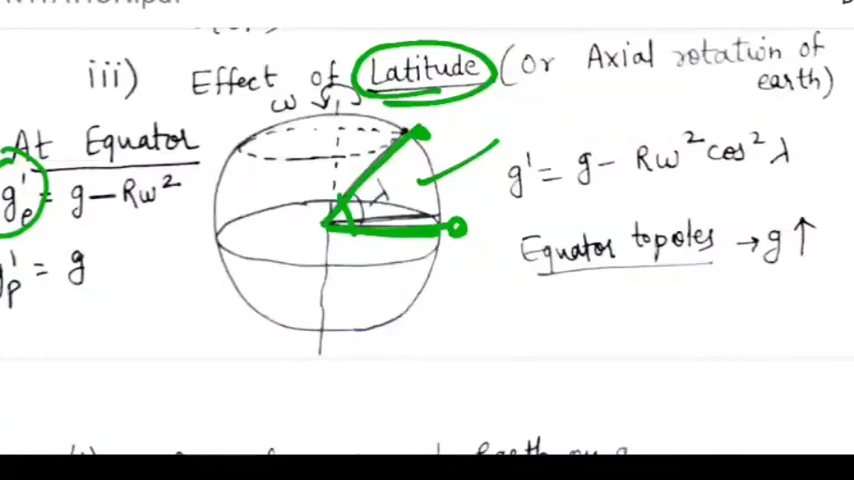 iii) Effect of Latitude (Or Axial rotation of
earth)
ω
At Equator
g'e = g - Rω²
g'p = g
λ
g' = g - Rω² cos² λ
Equator to poles → g ↑